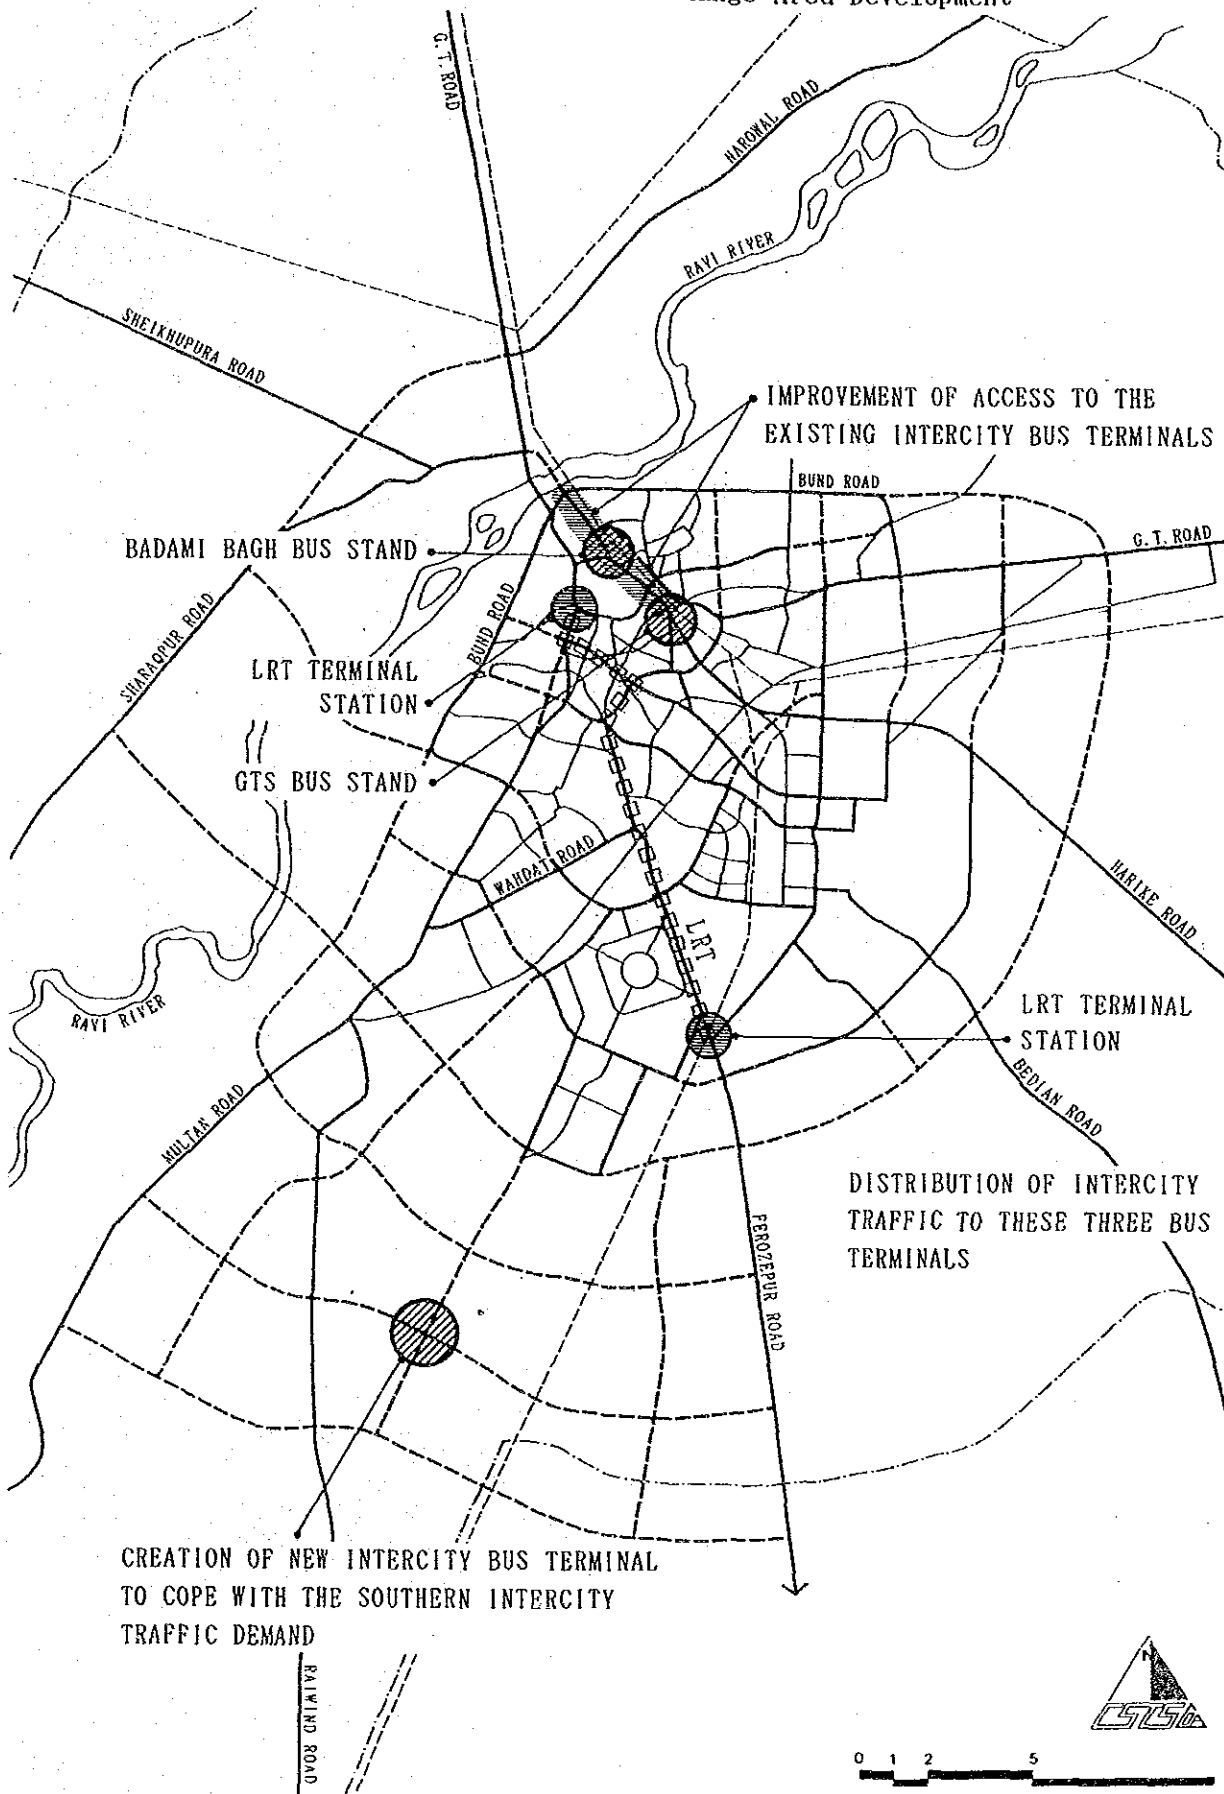 Area Development
G.T. ROAD
NAROWAL ROAD
RAVI RIVER
SHEIKHUPURA ROAD
IMPROVEMENT OF ACCESS TO THE
EXISTING INTERCITY BUS TERMINALS
BUND ROAD
G.T. ROAD
BADAMI BAGH BUS STAND
SHARAQPUR ROAD
BUND ROAD
LRT TERMINAL
STATION
GTS BUS STAND
WAHDAT ROAD
HARIKE ROAD
LRT
RAVI RIVER
LRT TERMINAL
STATION
BEDIAN ROAD
MULTAN ROAD
DISTRIBUTION OF INTERCITY
TRAFFIC TO THESE THREE BUS
TERMINALS
FEROZEPUR ROAD
CREATION OF NEW INTERCITY BUS TERMINAL
TO COPE WITH THE SOUTHERN INTERCITY
TRAFFIC DEMAND
RAIWIND ROAD
N
0 1 2 5